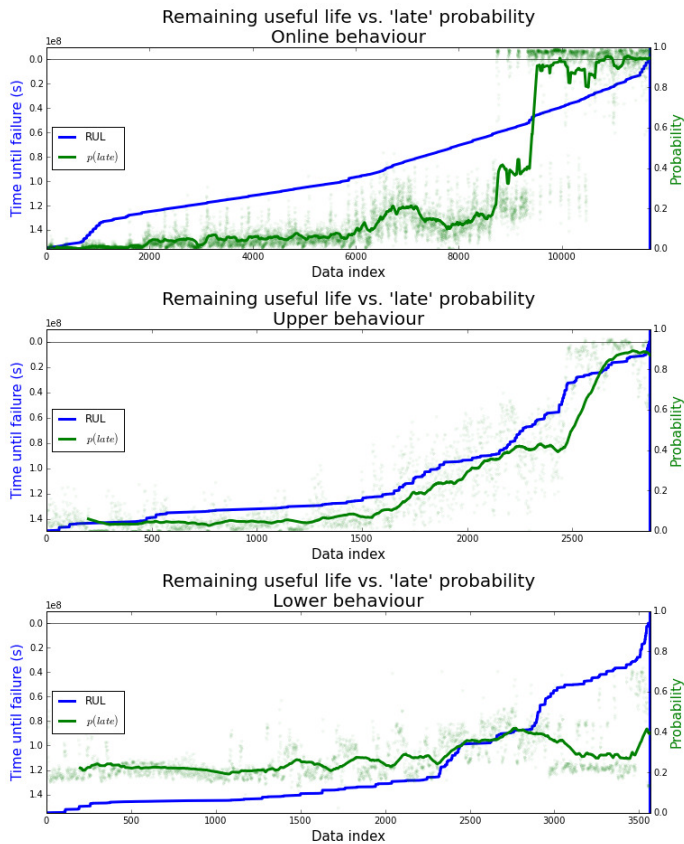 Remaining useful life vs. 'late' probability
Online behaviour
1e8
0.0
0.2
0.4
0.6
0.8
1.0
1.2
1.4
Time until failure (s)
RUL
p(late)
1.0
0.8
0.6
0.4
0.2
0.0
Probability
0
2000
4000
6000
8000
10000
Data index
Remaining useful life vs. 'late' probability
Upper behaviour
1e8
0.0
0.2
0.4
0.6
0.8
1.0
1.2
1.4
Time until failure (s)
RUL
p(late)
1.0
0.8
0.6
0.4
0.2
0.0
Probability
0
500
1000
1500
2000
2500
Data index
Remaining useful life vs. 'late' probability
Lower behaviour
1e8
0.0
0.2
0.4
0.6
0.8
1.0
1.2
1.4
Time until failure (s)
RUL
p(late)
1.0
0.8
0.6
0.4
0.2
0.0
Probability
0
500
1000
1500
2000
2500
3000
3500
Data index